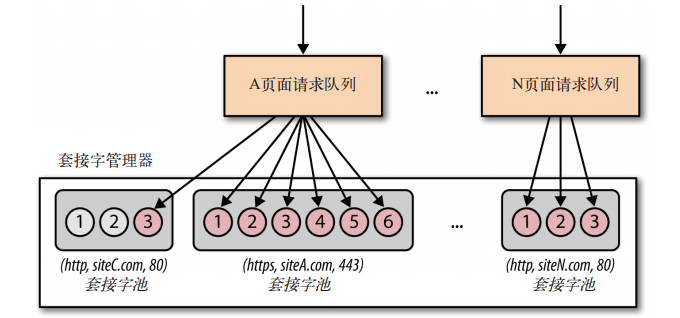 A页面请求队列
...
N页面请求队列
套接字管理器
1 2 3
1 2 3 4 5 6
...
1 2 3
(http, siteC.com, 80)
套接字池
(https, siteA.com, 443)
套接字池
(http, siteN.com, 80)
套接字池